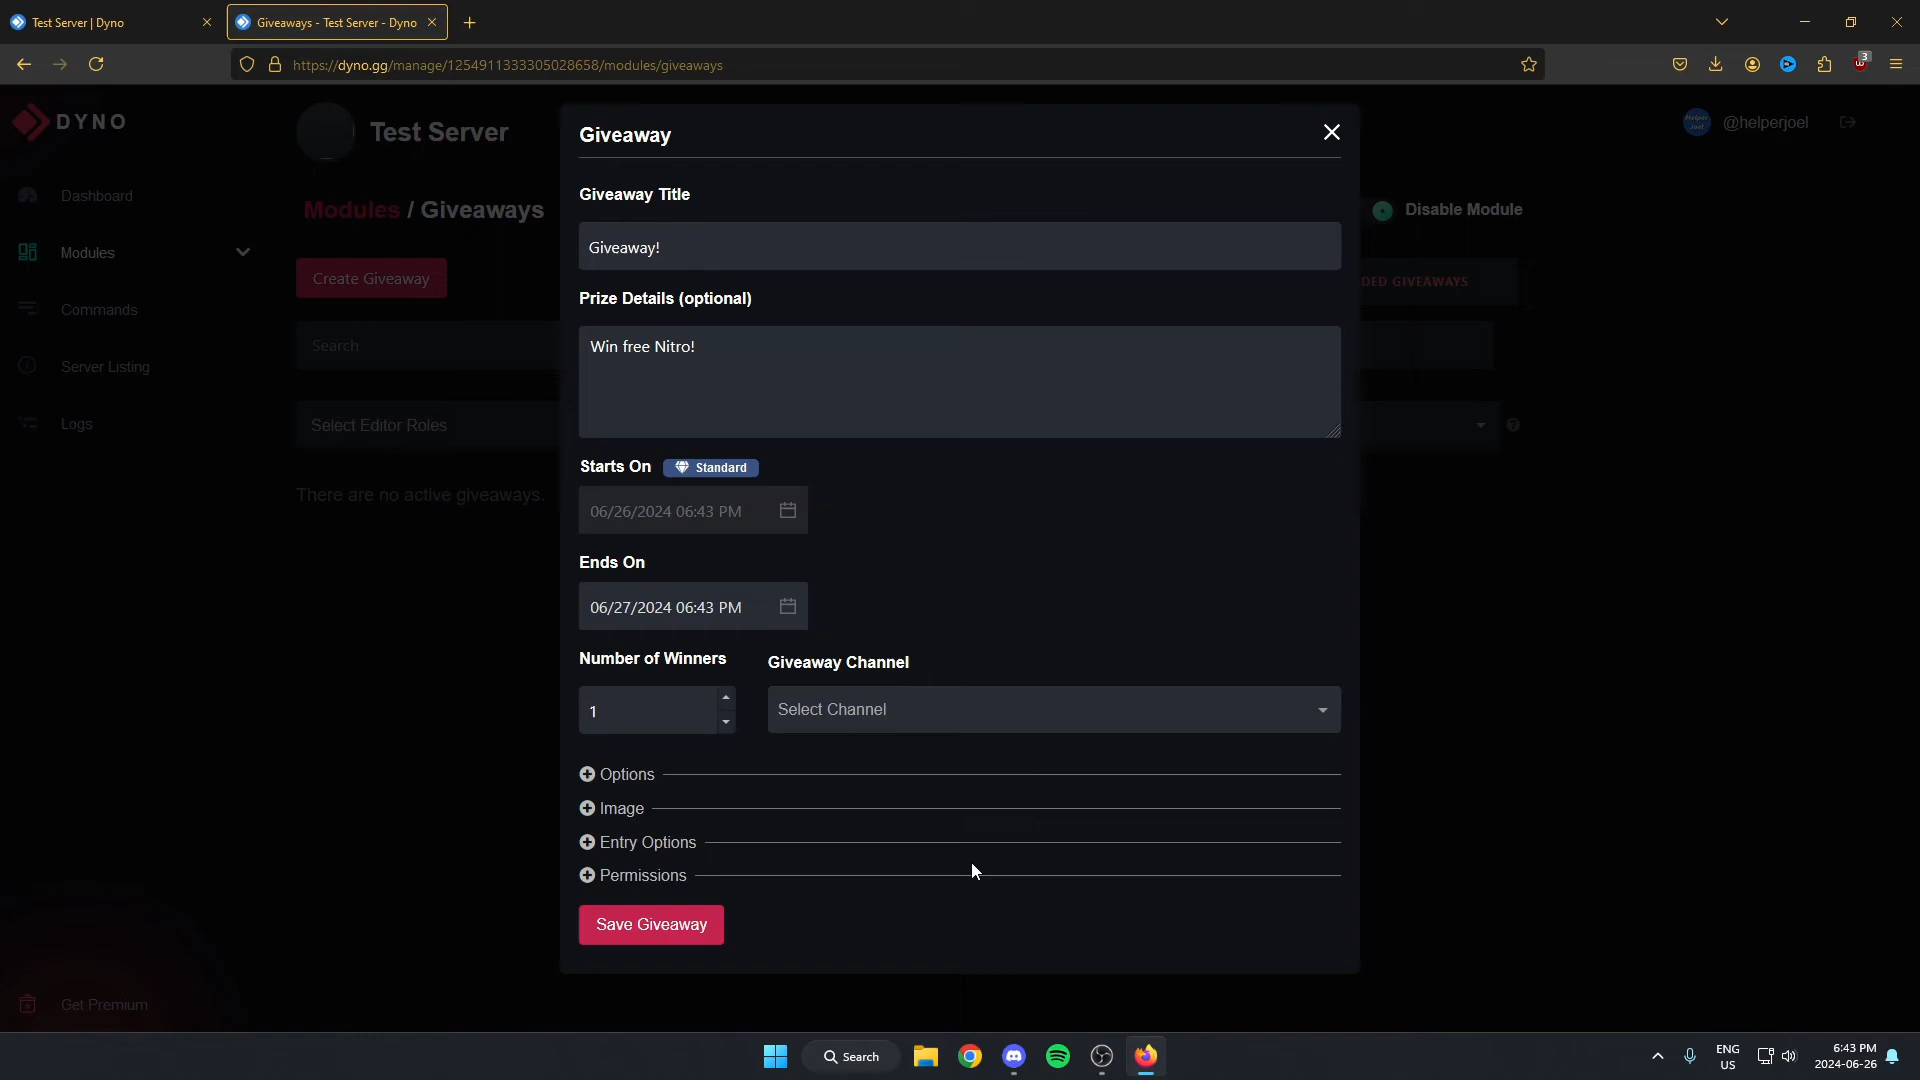 Test Server | Dyno
Giveaways - Test Server - Dyno
https://dyno.gg/manage/1254911333305028658/modules/giveaways
3
DYNO
Test Server
@helperjoel
Dashboard
Modules
Commands
Server Listing
Logs
Get Premium
Modules / Giveaways
Disable Module
Create Giveaway
DED GIVEAWAYS
Search
Select Editor Roles
There are no active giveaways.
Giveaway
Giveaway Title
Giveaway!
Prize Details (optional)
Win free Nitro!
Starts On Standard
06/26/2024 06:43 PM
Ends On
06/27/2024 06:43 PM
Number of Winners
Giveaway Channel
1
Select Channel
Options
Image
Entry Options
Permissions
Save Giveaway
Search
ENG
US
6:43 PM
2024-06-26